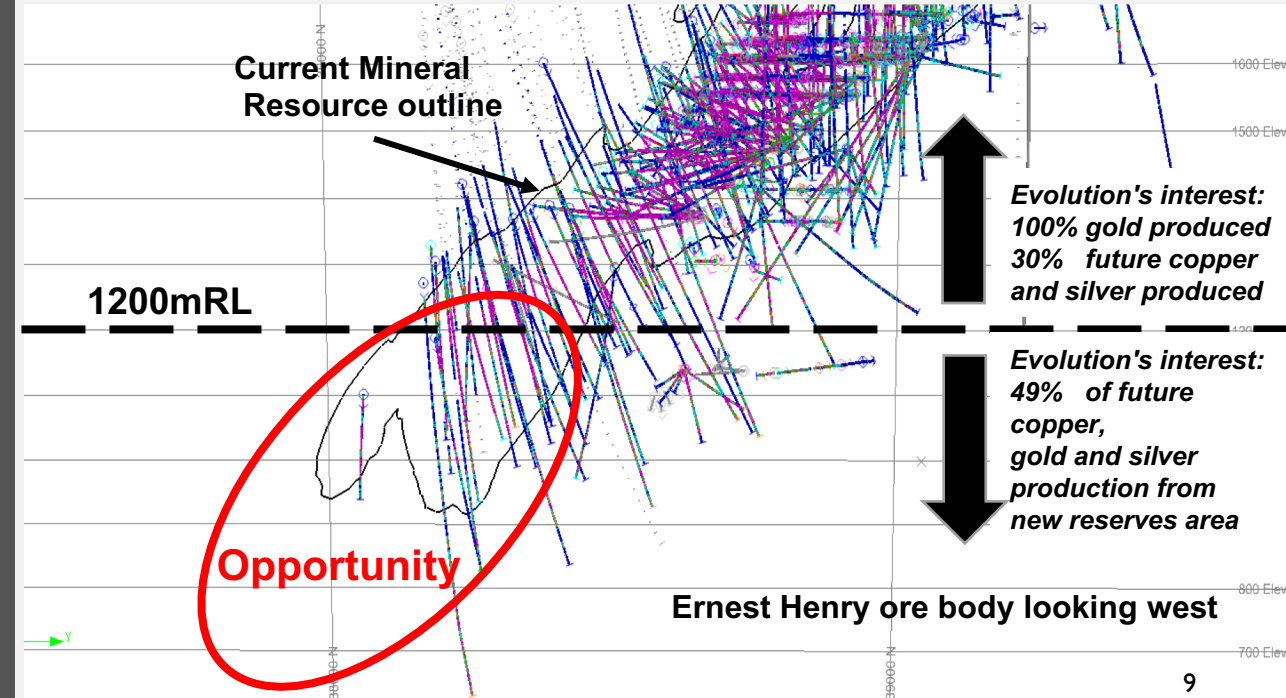 Current Mineral
Resource outline
1600 Elev
1500 Elev
Evolution's interest:
100% gold produced
30% future copper
and silver produced
1200mRL
Evolution's interest:
49% of future
copper,
gold and silver
production from
new reserves area
Opportunity
800 Elev
Ernest Henry ore body looking west
Y
700 Elev
39000 N
9